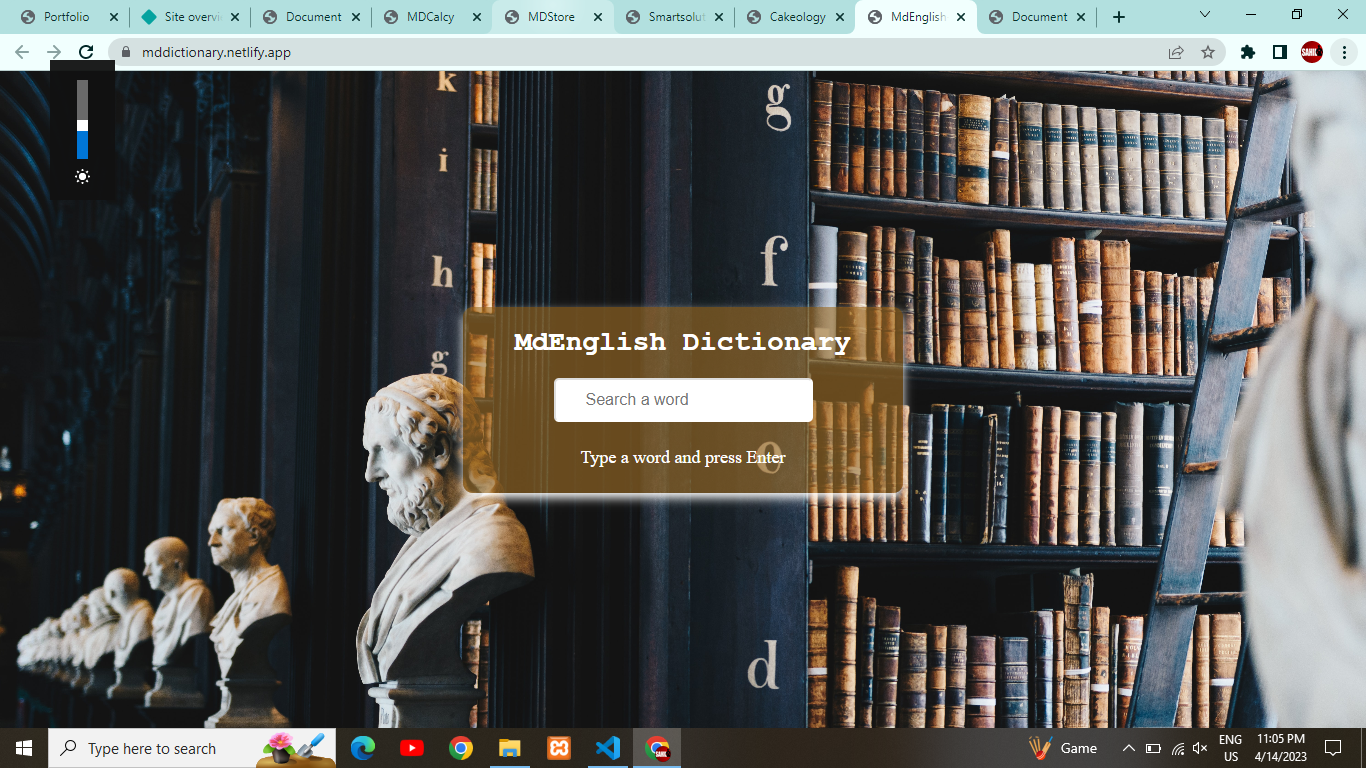 Portfolio
Site overvi
Document
MDCalcy
MDStore
Smartsolut
Cakeology
MdEnglish
Document
mddictionary.netlify.app
SAHIL
k
i
h
g
g
f
e
d
MdEnglish Dictionary
Search a word
Type a word and press Enter
Type here to search
Game
ENG
US
11:05 PM
4/14/2023